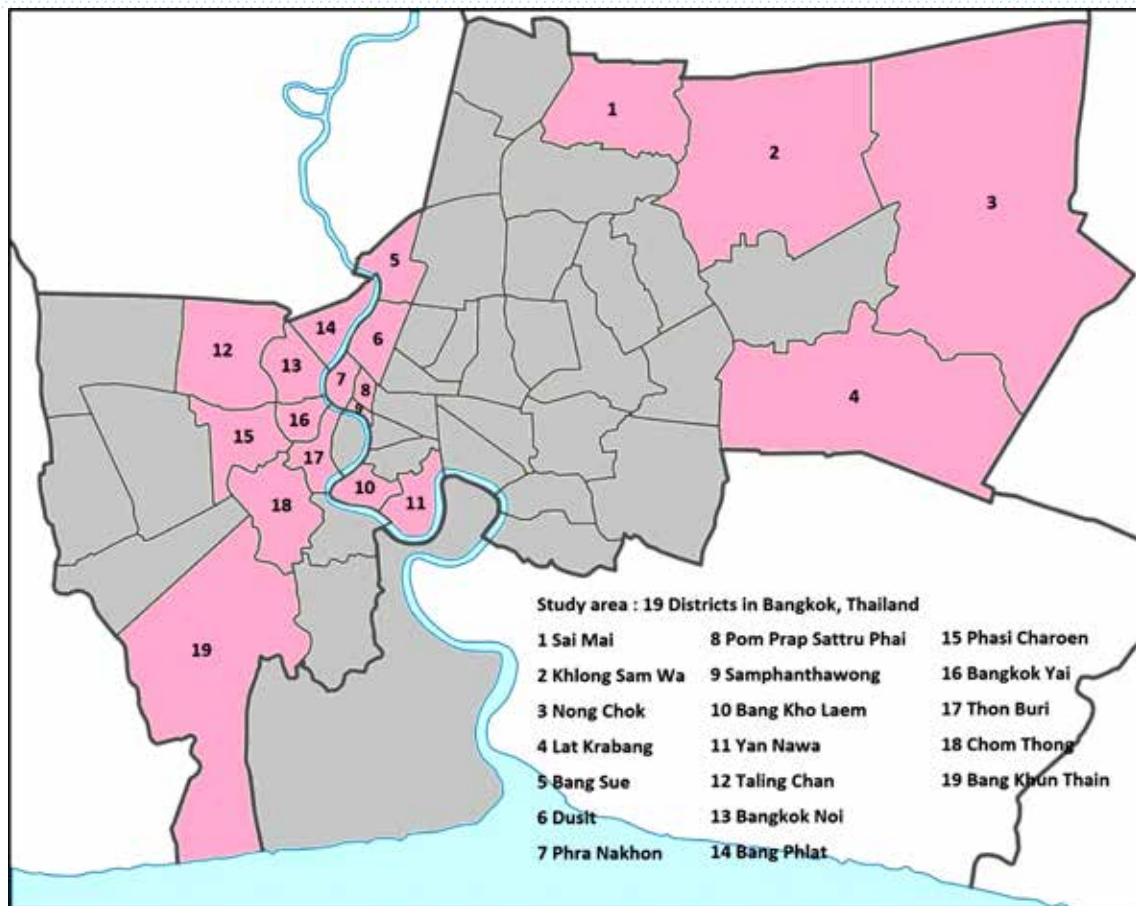 1
2
3
5
14
6
12
13
7
8
9
4
16
15
17
10
18
11
19
Study area : 19 Districts in Bangkok, Thailand
1 Sai Mai
2 Khlong Sam Wa
3 Nong Chok
4 Lat Krabang
5 Bang Sue
6 Dusit
7 Phra Nakhon
8 Pom Prap Sattru Phai
9 Samphanthawong
10 Bang Kho Laem
11 Yan Nawa
12 Taling Chan
13 Bangkok Noi
14 Bang Phlat
15 Phasi Charoen
16 Bangkok Yai
17 Thon Buri
18 Chom Thong
19 Bang Khun Thain